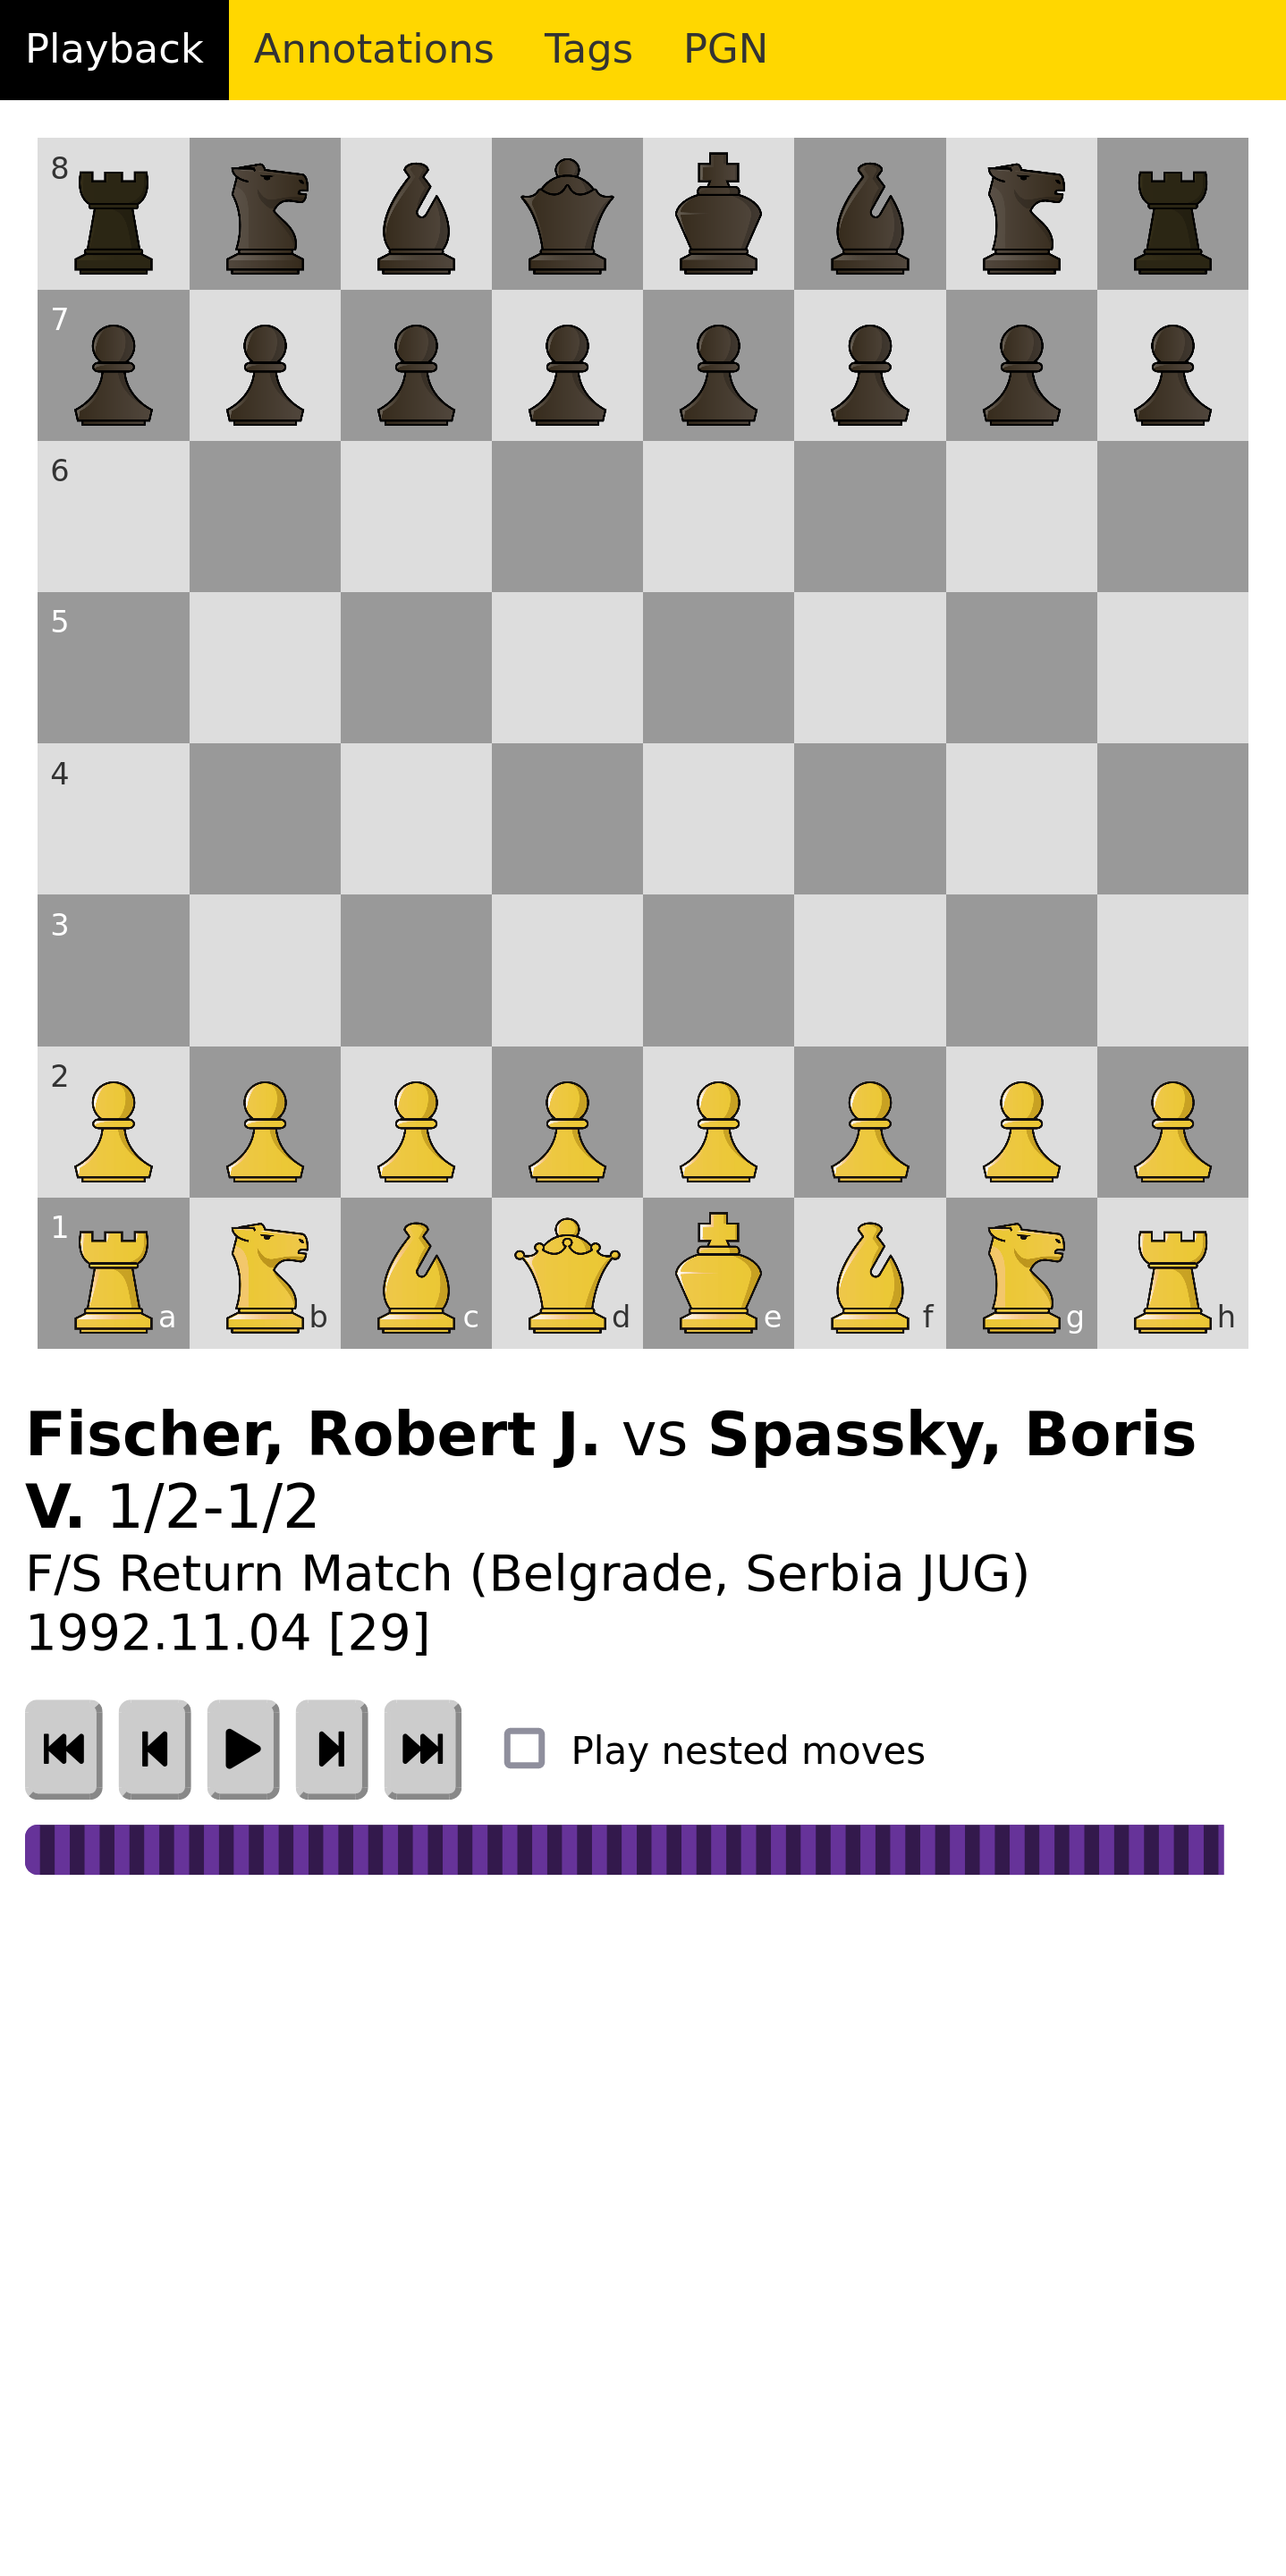 Playback Annotations Tags PGN
8
7
6
5
4
3
2
1
a b c d e f g h
Fischer, Robert J. vs Spassky, Boris
V. 1/2-1/2
F/S Return Match (Belgrade, Serbia JUG)
1992.11.04 [29]
Play nested moves